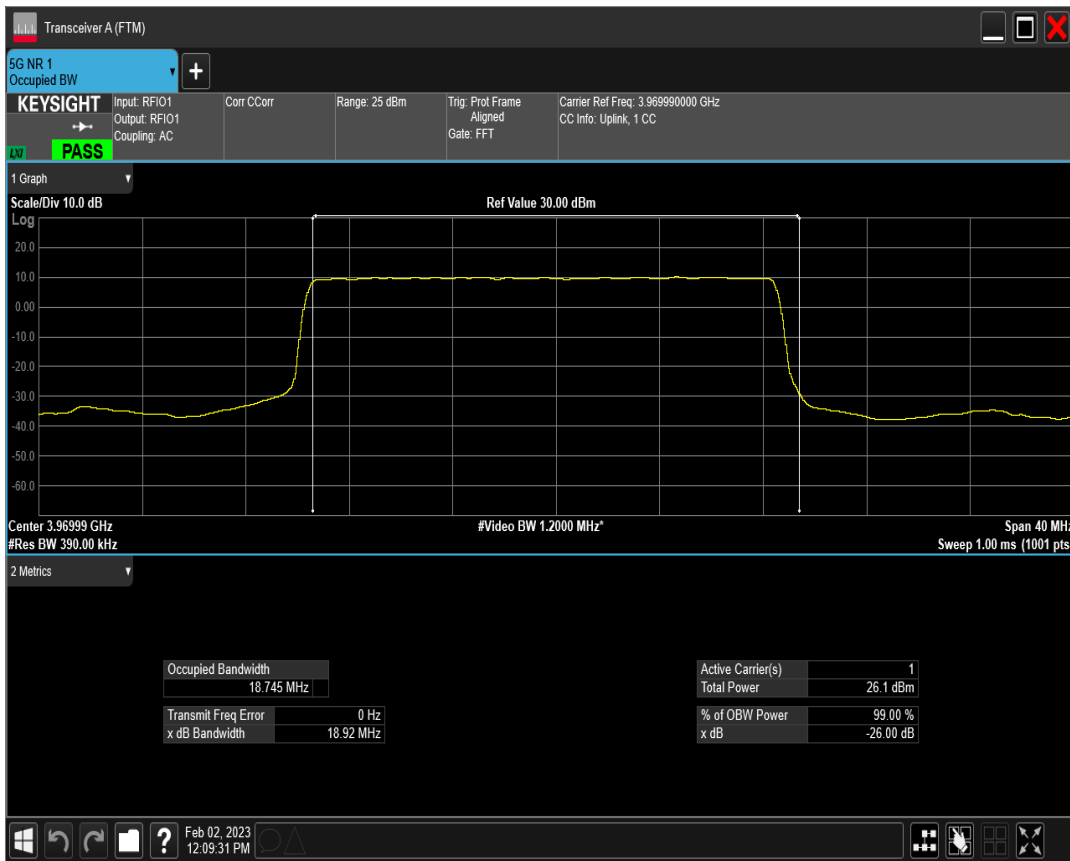 Transceiver A (FTM)
5G NR 1
Occupied BW
+
KEYSIGHT
LXI
PASS
Input: RFIO1
Output: RFIO1
Coupling: AC
Corr CCorr
Range: 25 dBm
Trig: Prot Frame
Aligned
Gate: FFT
Carrier Ref Freq: 3.969990000 GHz
CC Info: Uplink, 1 CC
1 Graph
Scale/Div 10.0 dB
Ref Value 30.00 dBm
Log
20.0
10.0
0.00
-10.0
-20.0
-30.0
-40.0
-50.0
-60.0
Center 3.96999 GHz
#Video BW 1.2000 MHz*
Span 40 MHz
#Res BW 390.00 kHz
Sweep 1.00 ms (1001 pts
2 Metrics
Occupied Bandwidth
18.745 MHz
Transmit Freq Error 0 Hz
x dB Bandwidth 18.92 MHz
Active Carrier(s) 1
Total Power 26.1 dBm
% of OBW Power 99.00 %
x dB -26.00 dB
?
Feb 02, 2023
12:09:31 PM